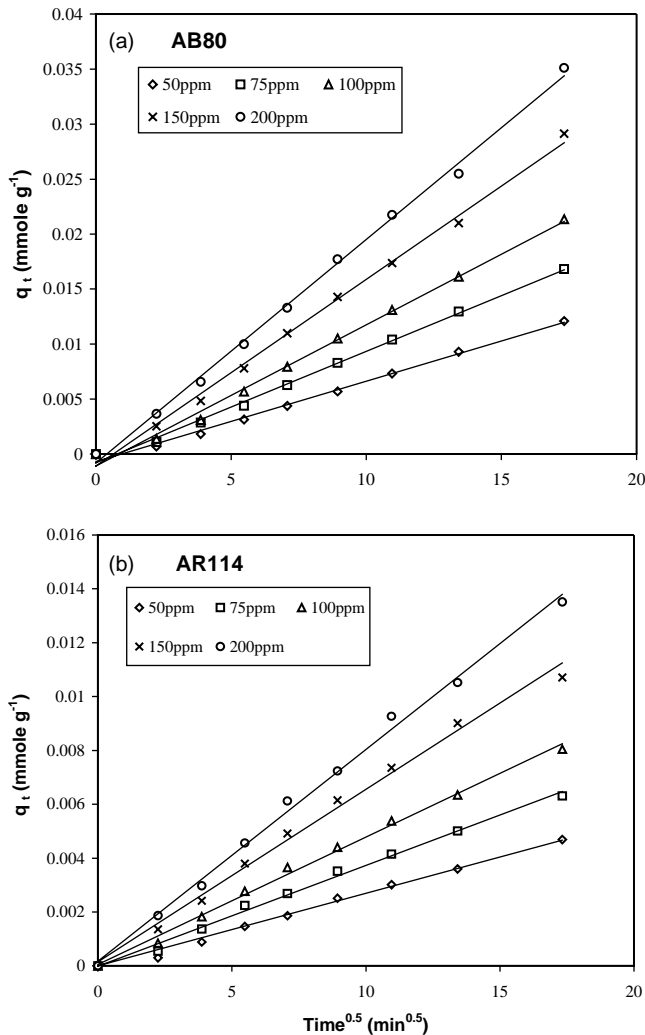 (a) AB80
50ppm 75ppm 100ppm
150ppm 200ppm
q t (mmole g-1)
0.04
0.035
0.03
0.025
0.02
0.015
0.01
0.005
0
0 5 10 15 20
(b) AR114
50ppm 75ppm 100ppm
150ppm 200ppm
q t (mmole g-1)
0.016
0.014
0.012
0.01
0.008
0.006
0.004
0.002
0
0 5 10 15 20
Time0.5 (min0.5)